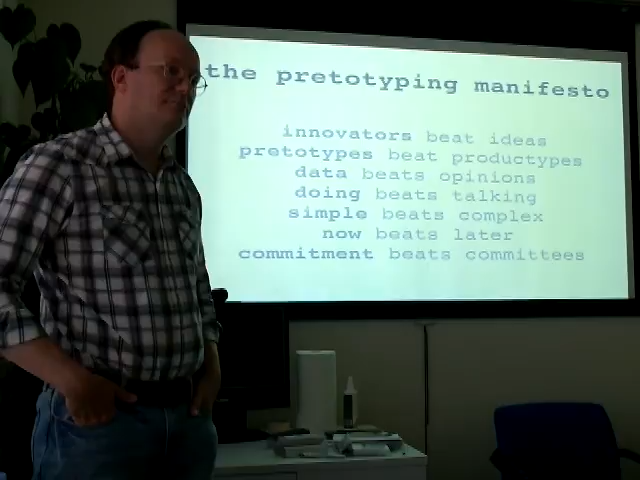 the pretotyping manifesto
innovators beat ideas
pretotypes beat productypes
data beats opinions
doing beats talking
simple beats complex
now beats later
commitment beats committees